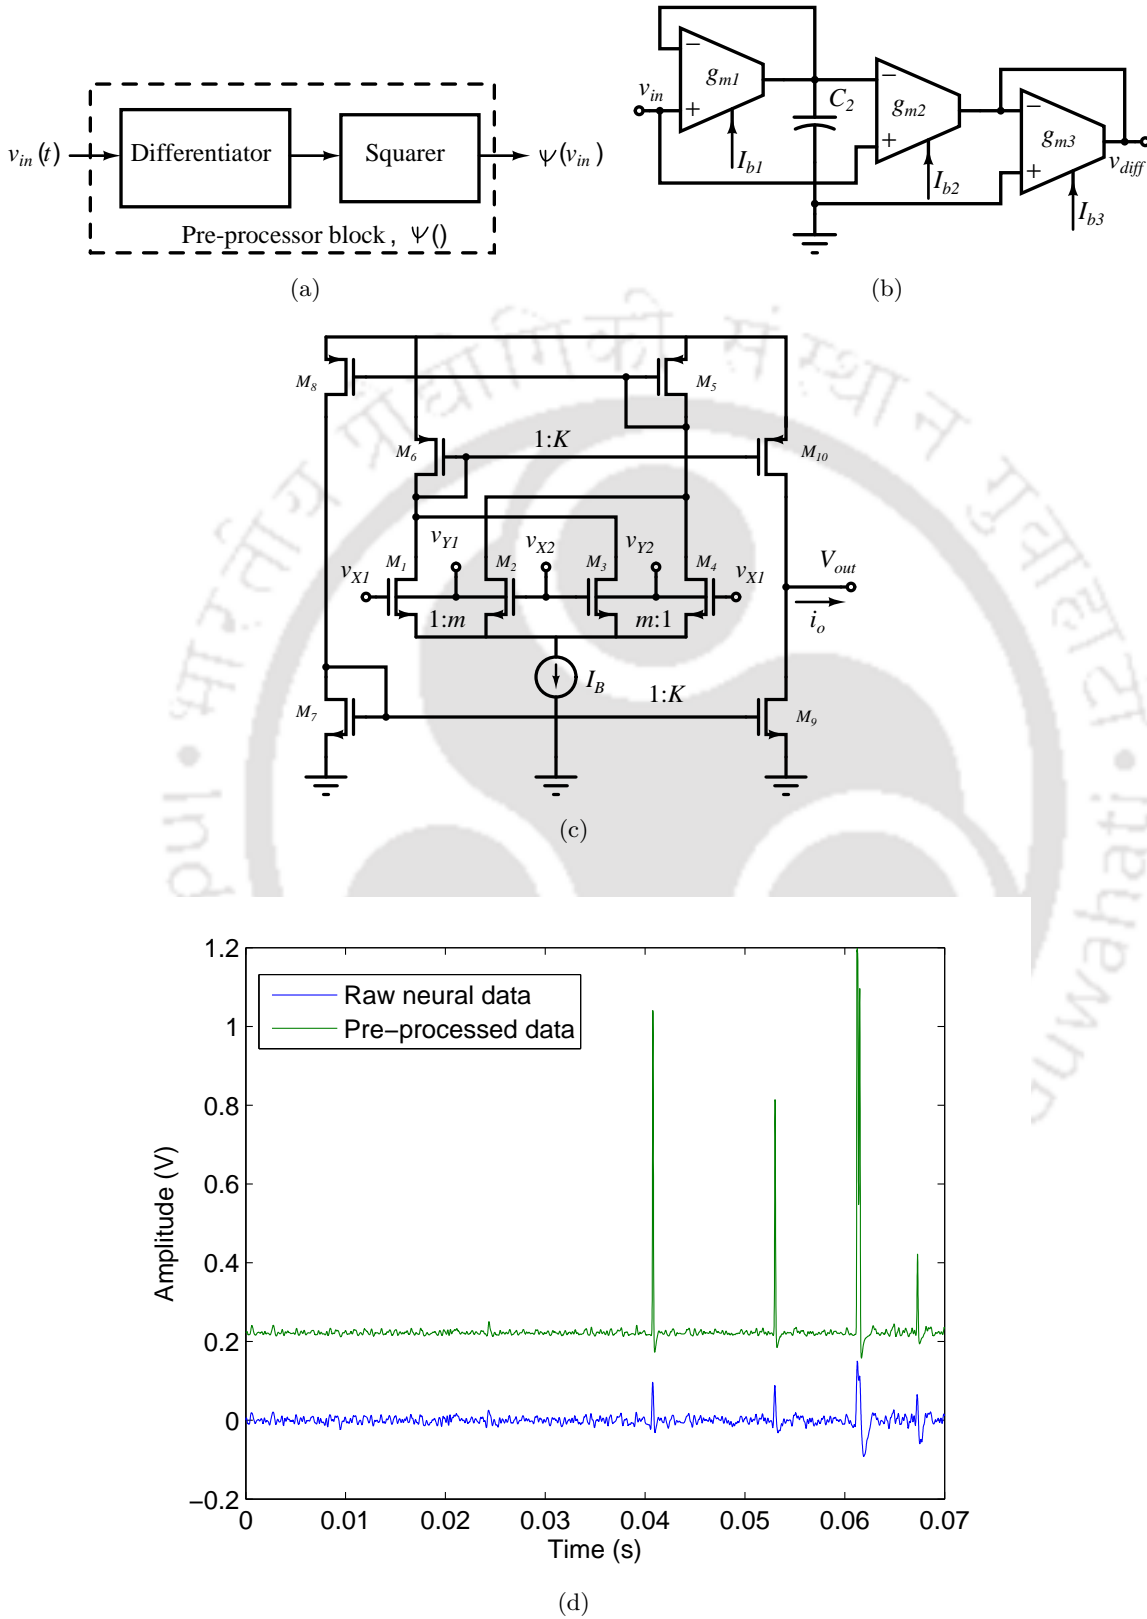 v_in(t)
Differentiator
Squarer
Ψ(v_in)
Pre-processor block, Ψ()
(a)
v_in
−
+
g_m1
I_b1
C_2
−
+
g_m2
I_b2
−
+
g_m3
I_b3
v_diff
(b)
M_8
M_5
M_6
1:K
M_10
v_Y1
v_X2
v_Y2
v_X1
M_1
M_2
M_3
M_4
v_X1
1:m
m:1
V_out
i_o
I_B
M_7
1:K
M_9
(c)
भारतीय प्रौद्योगिकी संस्थान गुवाहाटी
Guwahati
Raw neural data
Pre−processed data
Amplitude (V)
1.2
1
0.8
0.6
0.4
0.2
0
−0.2
0
0.01
0.02
0.03
0.04
0.05
0.06
0.07
Time (s)
(d)